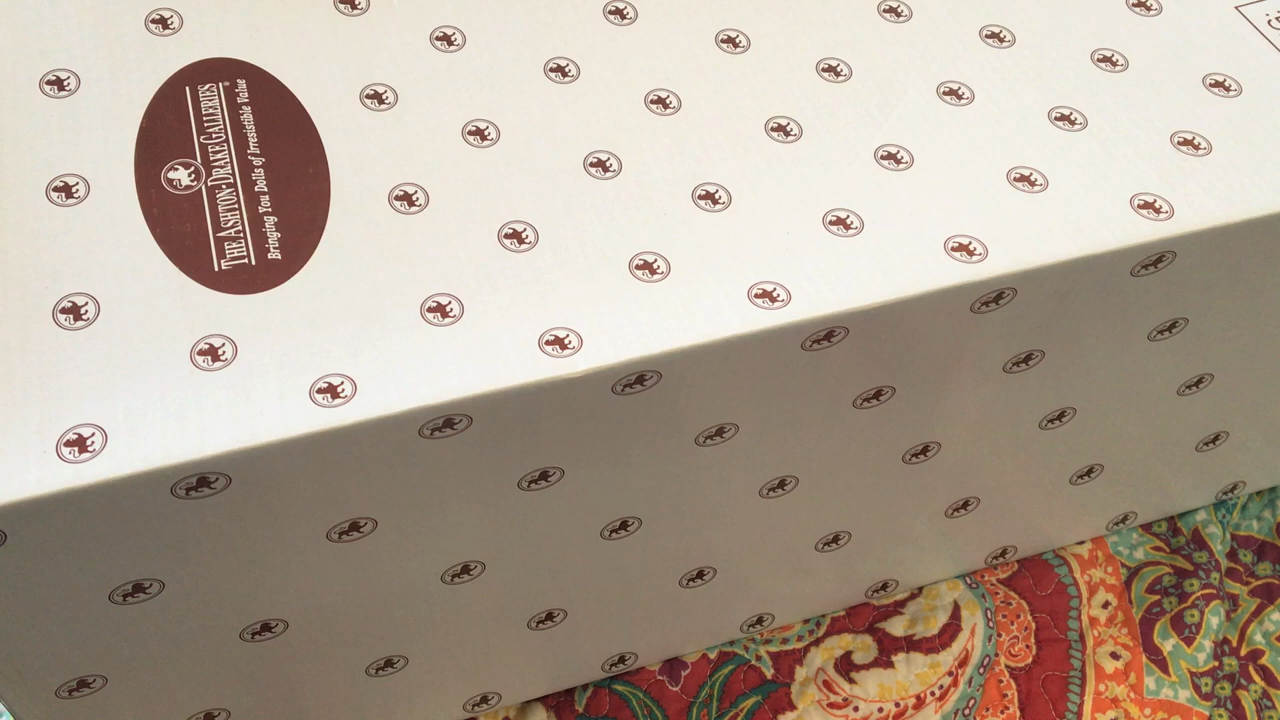 THE ASHTON-DRAKE GALLERIES®
Bringing You Dolls of Irresistible Value